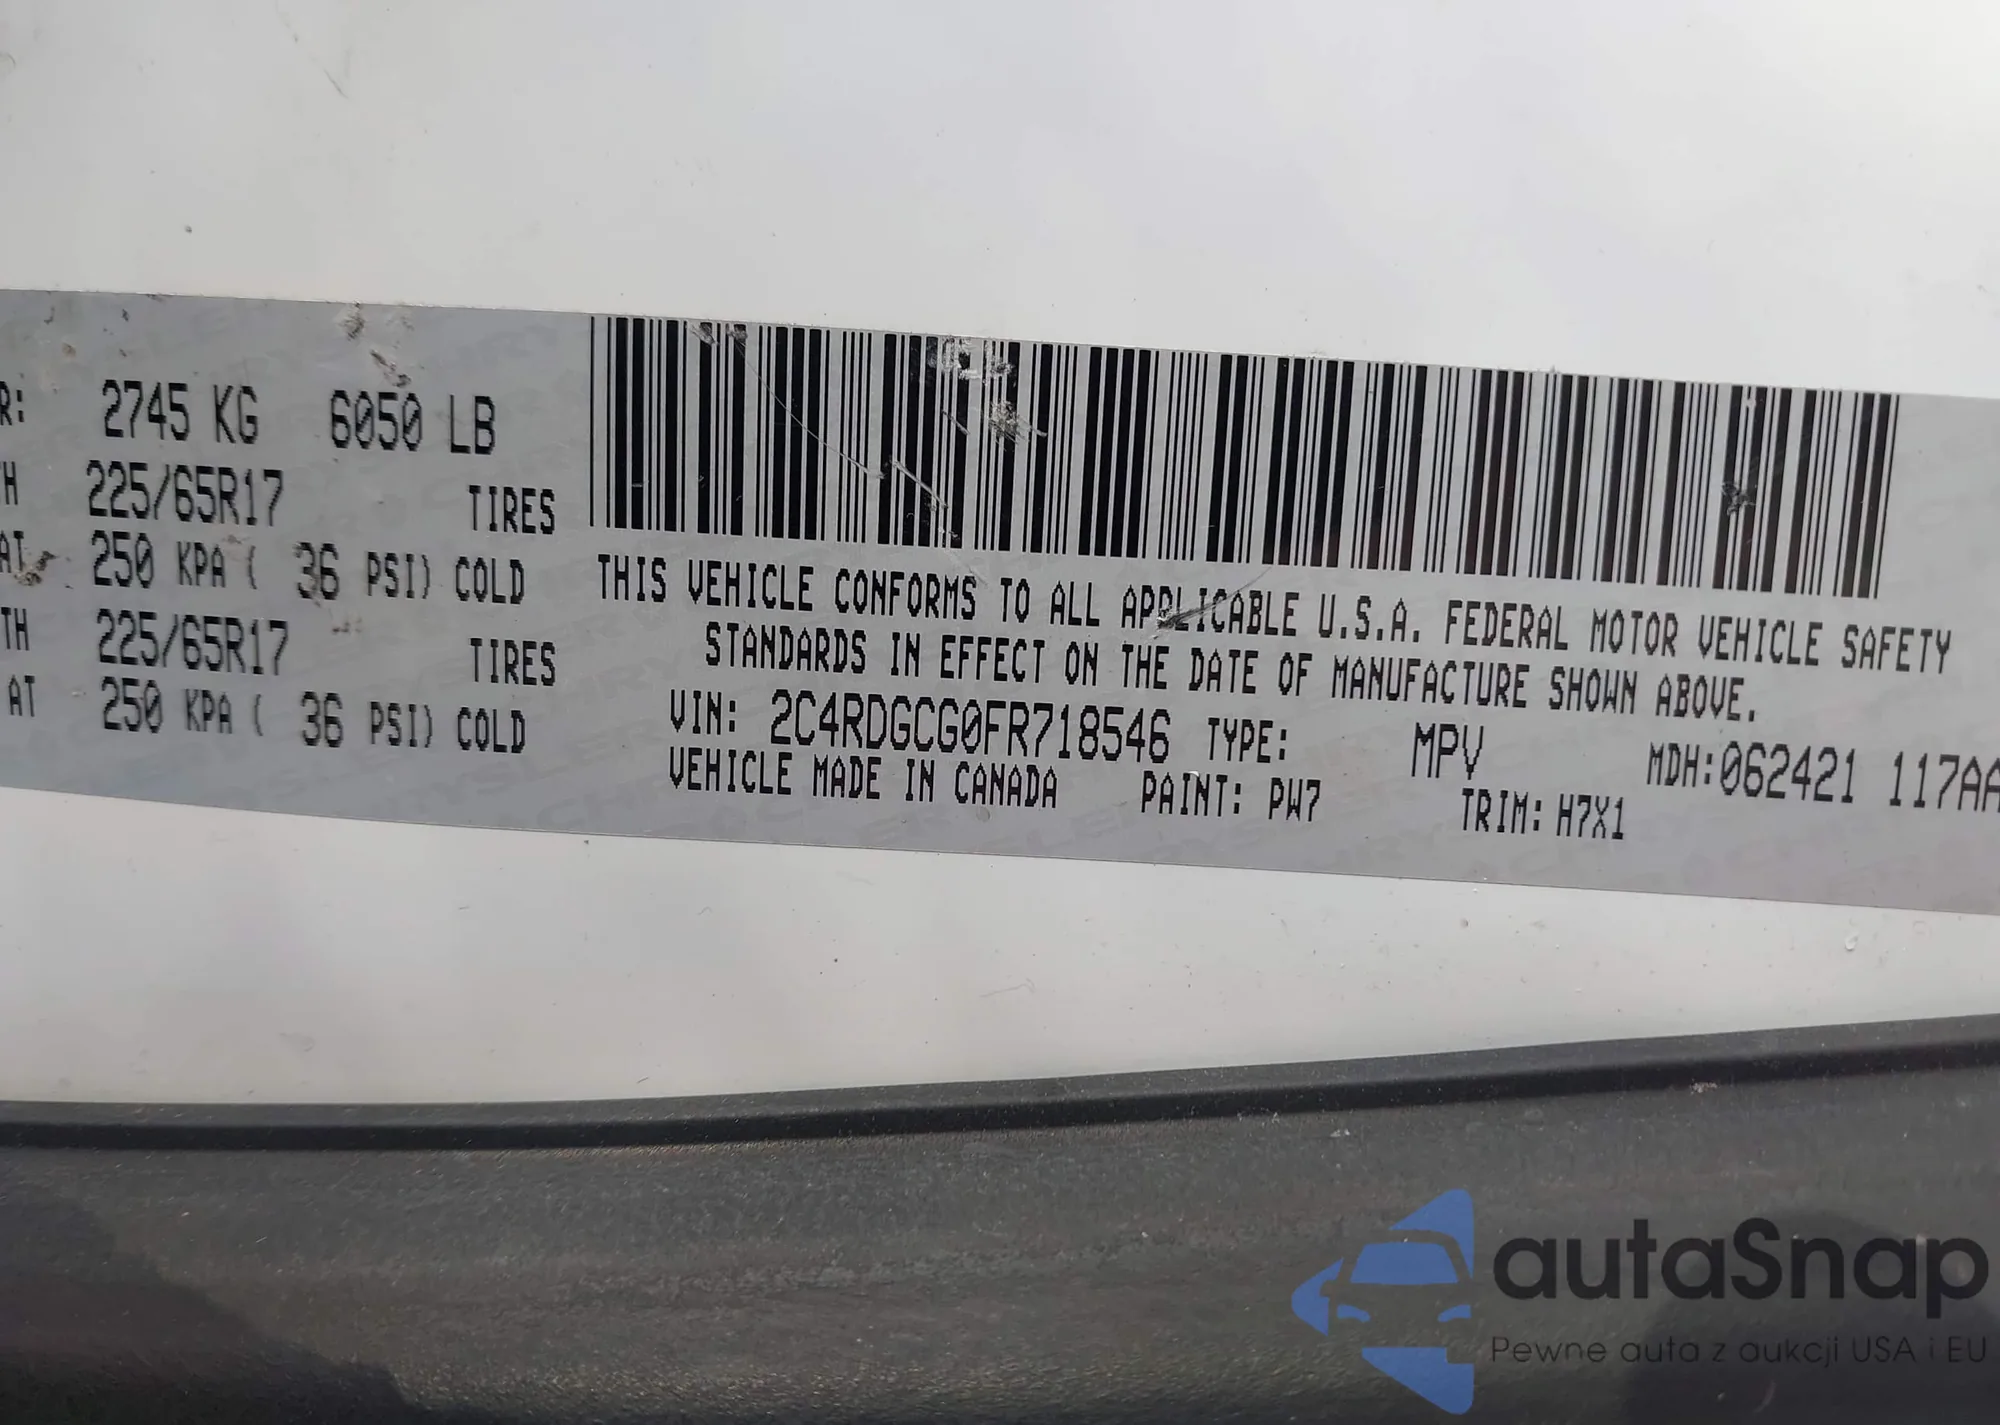 R: 2745 KG 6050 LB
TH 225/65R17 TIRES
AT 250 KPA ( 36 PSI) COLD
TH 225/65R17 TIRES
AT 250 KPA ( 36 PSI) COLD
THIS VEHICLE CONFORMS TO ALL APPLICABLE U.S.A. FEDERAL MOTOR VEHICLE SAFETY
STANDARDS IN EFFECT ON THE DATE OF MANUFACTURE SHOWN ABOVE.
VIN: 2C4RDGCG0FR718546 TYPE: MPV MDH:062421 117AA
VEHICLE MADE IN CANADA PAINT: PW7 TRIM: H7X1
autaSnap
Pewne auta z aukcji USA i EU